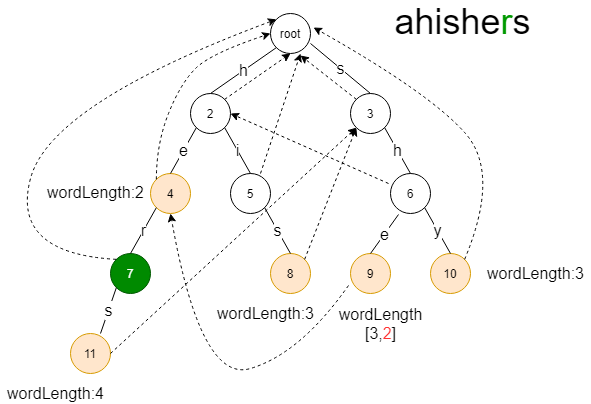 ahishers
root
h
s
2
3
e
i
h
wordLength:2
4
5
6
r
s
e
y
7
8
9
10
wordLength:3
s
wordLength:3
wordLength
[3,2]
11
wordLength:4